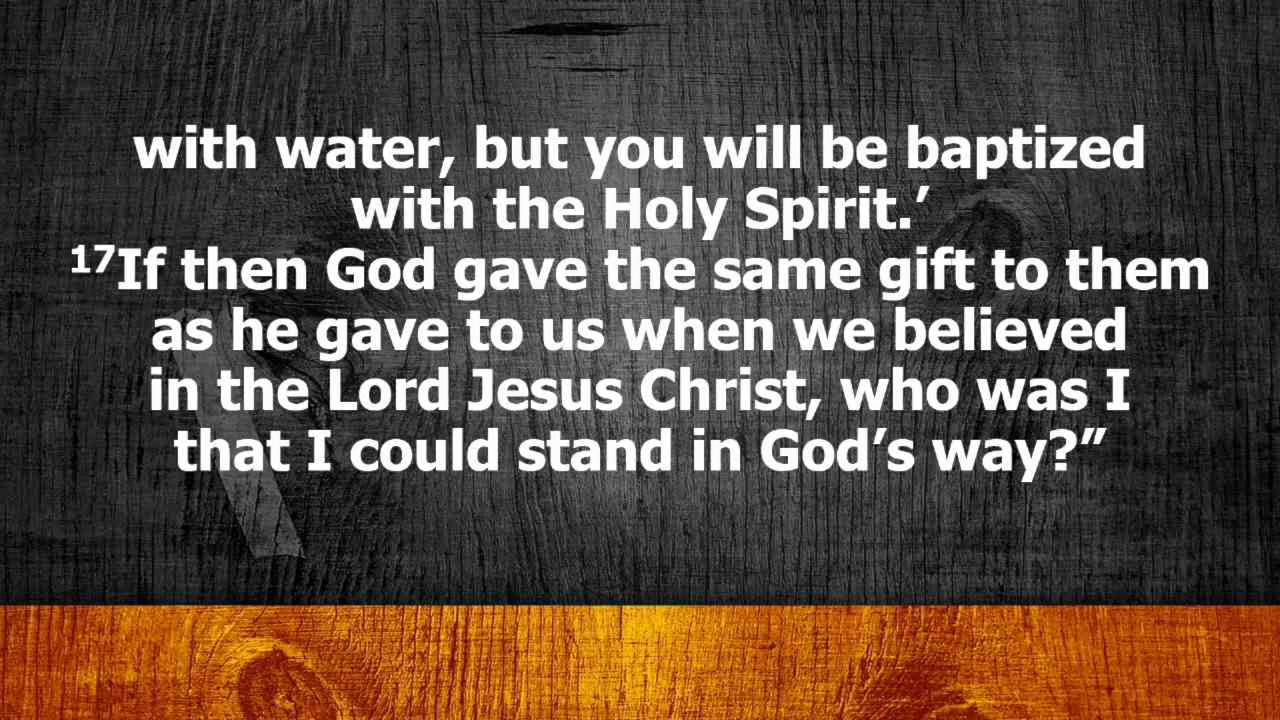 with water, but you will be baptized
with the Holy Spirit.’
¹⁷If then God gave the same gift to them
as he gave to us when we believed
in the Lord Jesus Christ, who was I
that I could stand in God’s way?”